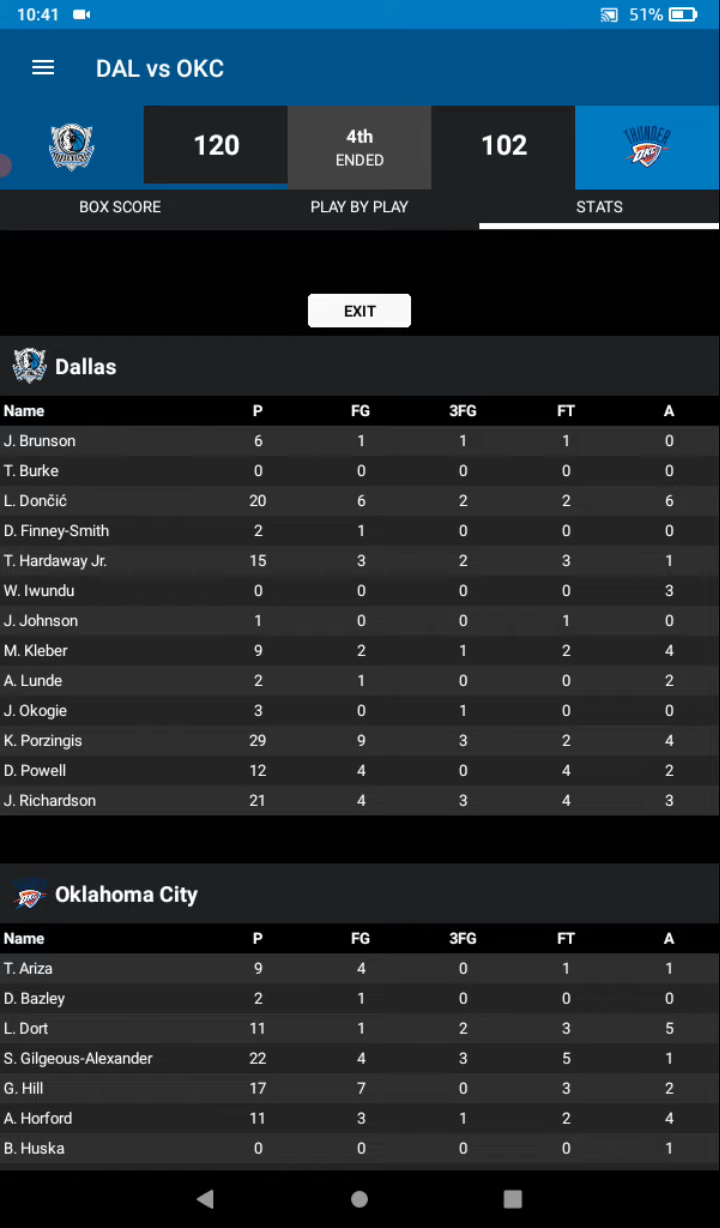 10:41 51%
DAL vs OKC
120 4th ENDED 102
THUNDER
OKC
BOX SCORE PLAY BY PLAY STATS
EXIT
Dallas
Name P FG 3FG FT A
J. Brunson 6 1 1 1 0
T. Burke 0 0 0 0 0
L. Dončić 20 6 2 2 6
D. Finney-Smith 2 1 0 0 0
T. Hardaway Jr. 15 3 2 3 1
W. Iwundu 0 0 0 0 3
J. Johnson 1 0 0 1 0
M. Kleber 9 2 1 2 4
A. Lunde 2 1 0 0 2
J. Okogie 3 0 1 0 0
K. Porzingis 29 9 3 2 4
D. Powell 12 4 0 4 2
J. Richardson 21 4 3 4 3
OKC
Oklahoma City
Name P FG 3FG FT A
T. Ariza 9 4 0 1 1
D. Bazley 2 1 0 0 0
L. Dort 11 1 2 3 5
S. Gilgeous-Alexander 22 4 3 5 1
G. Hill 17 7 0 3 2
A. Horford 11 3 1 2 4
B. Huska 0 0 0 0 1